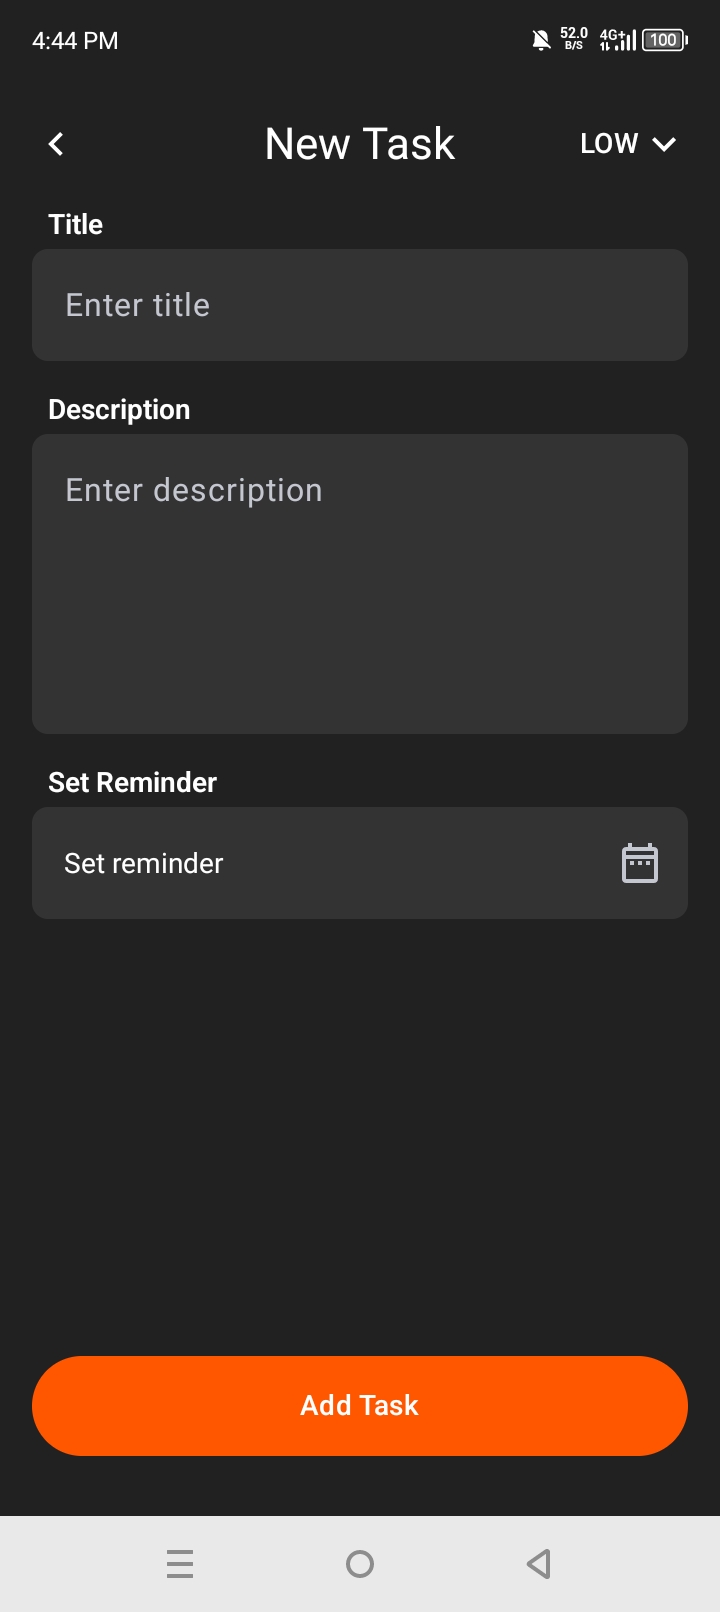 4:44 PM
52.0
B/S
4G+
100
New Task
LOW
Title
Enter title
Description
Enter description
Set Reminder
Set reminder
Add Task